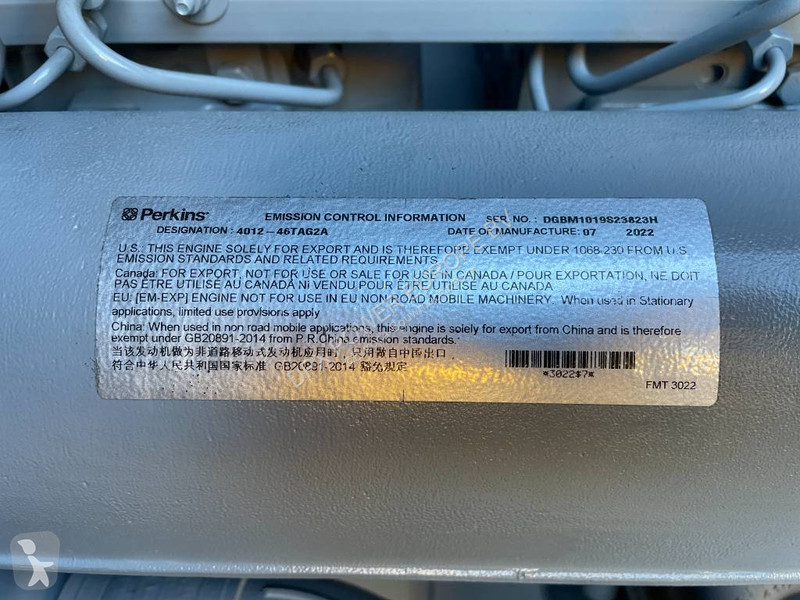 Perkins EMISSION CONTROL INFORMATION SER NO.: DGBM1019S23823H
DESIGNATION : 4012-46TAG2A DATE OF MANUFACTURE: 07 2022
U.S.: THIS ENGINE SOLELY FOR EXPORT AND IS THEREFORE EXEMPT UNDER 1068-230 FROM U.S
EMISSION STANDARDS AND RELATED REQUIREMENTS.
Canada: FOR EXPORT, NOT FOR USE OR SALE FOR USE IN CANADA / POUR EXPORTATION, NE DOIT
PAS ÉTRE UTILISÉ AU CANADA NI VENDU POUR ÉTRE UTILISÉ AU CANADA
EU: [EM-EXP] ENGINE NOT FOR USE IN EU NON ROAD MOBILE MACHINERY. When used in Stationary
applications, limited use provisions apply
China: When used in non road mobile applications, this engine is solely for export from China and is therefore
exempt under GB20891-2014 from P.R.China emission standards.
当该发动机做为非道路移动式发动机应用时，只用器自中国出口，
符合中华人民共和国国家标准 GB20891-2014 豁免规定
*3022$7*
FMT 3022